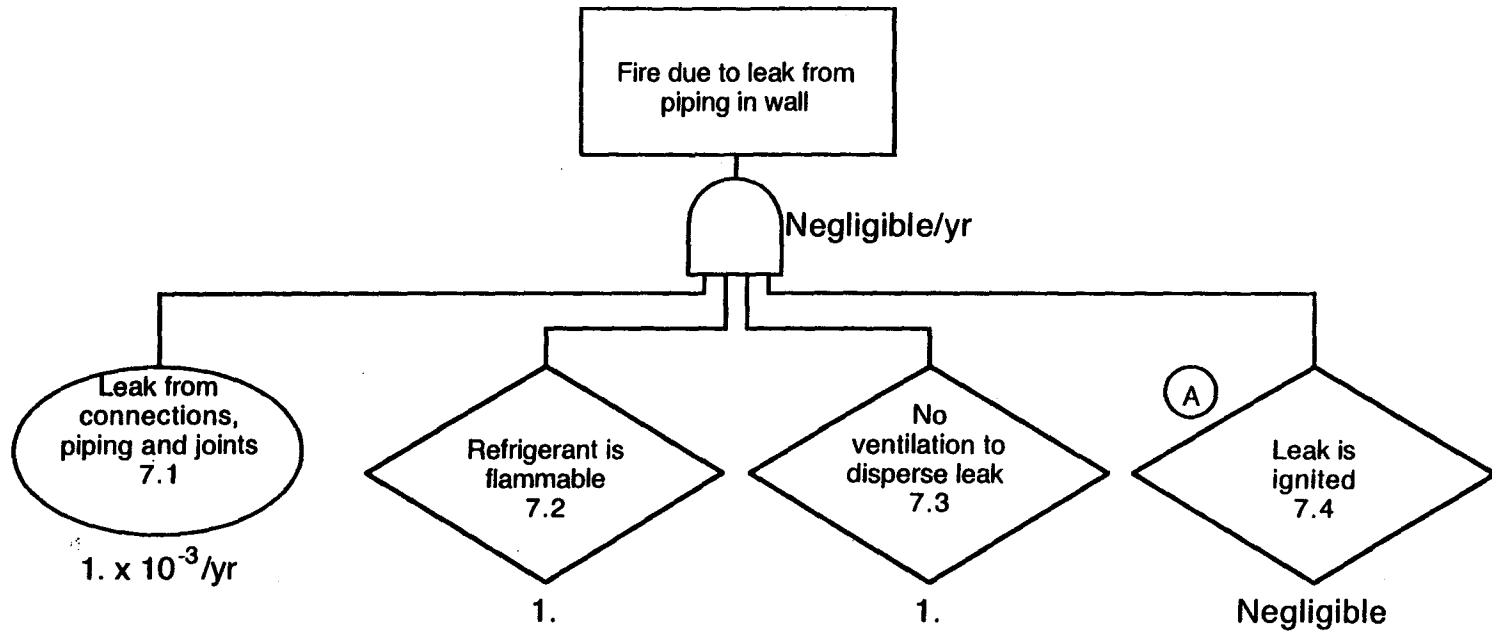 Fire due to leak from
piping in wall
Negligible/yr
Leak from
connections,
piping and joints
7.1
1. x 10⁻³/yr
Refrigerant is
flammable
7.2
1.
No
ventilation to
disperse leak
7.3
1.
A
Leak is
ignited
7.4
Negligible